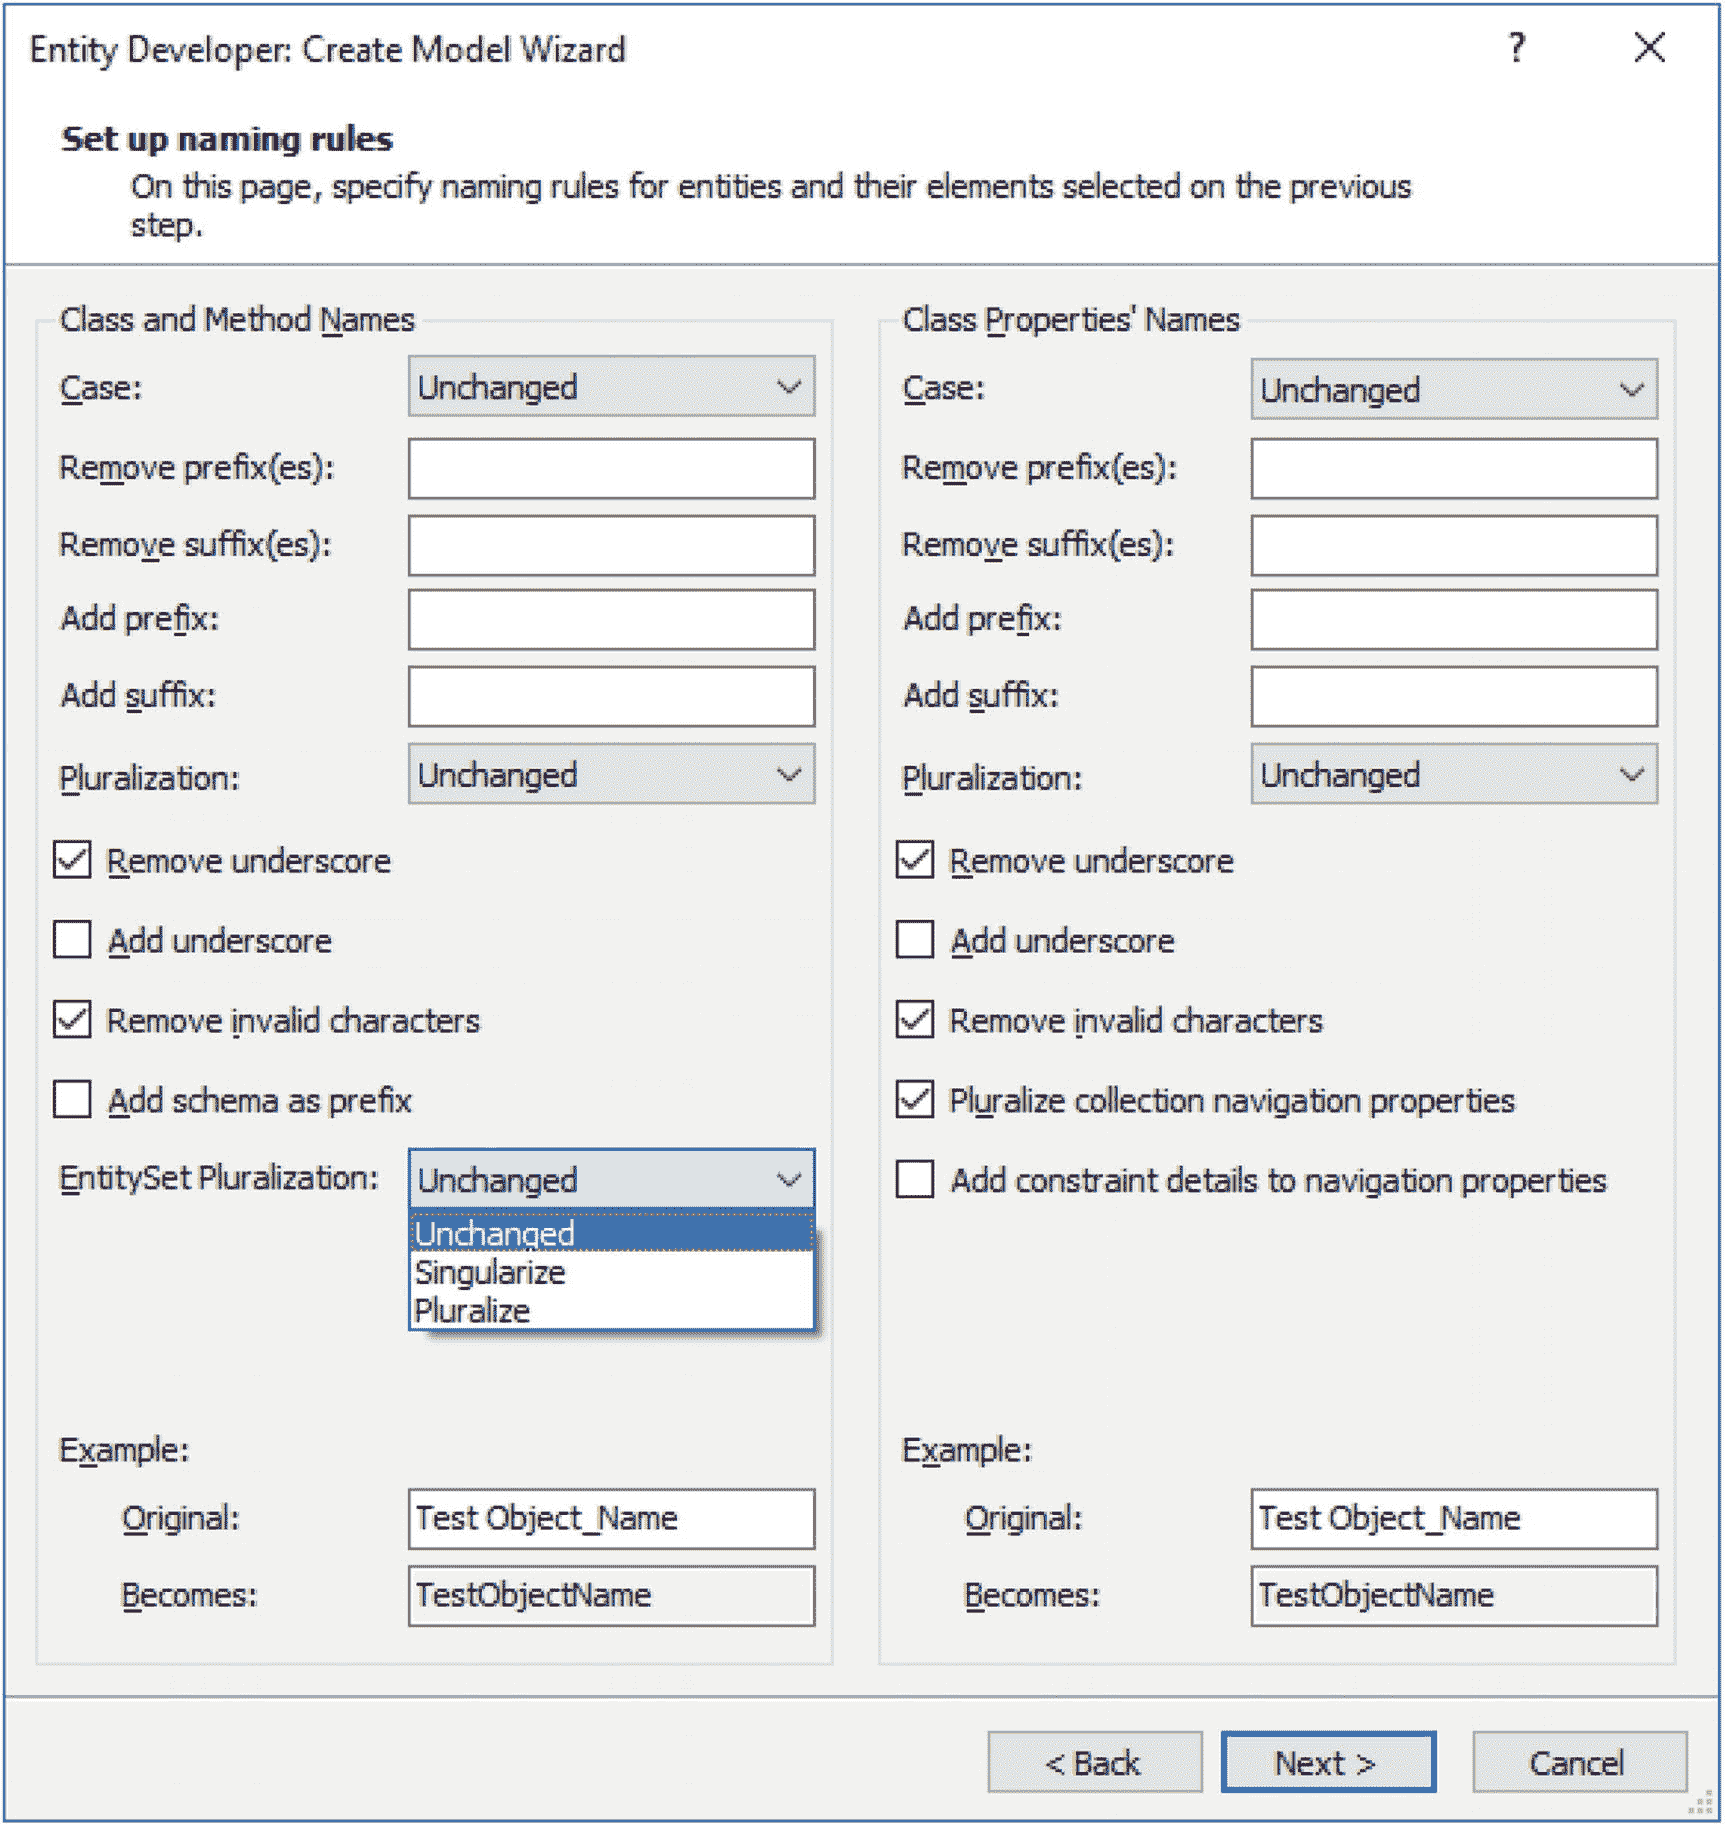 Entity Developer: Create Model Wizard
?
Set up naming rules
On this page, specify naming rules for entities and their elements selected on the previous
step.
Class and Method Names
Case:
Unchanged
Remove prefix(es):
Remove suffix(es):
Add prefix:
Add suffix:
Pluralization:
Unchanged
Remove underscore
Add underscore
Remove invalid characters
Add schema as prefix
EntitySet Pluralization:
Unchanged
Unchanged
Singularize
Pluralize
Example:
Original:
Test Object_Name
Becomes:
TestObjectName
Class Properties' Names
Case:
Unchanged
Remove prefix(es):
Remove suffix(es):
Add prefix:
Add suffix:
Pluralization:
Unchanged
Remove underscore
Add underscore
Remove invalid characters
Pluralize collection navigation properties
Add constraint details to navigation properties
Example:
Original:
Test Object_Name
Becomes:
TestObjectName
< Back
Next >
Cancel